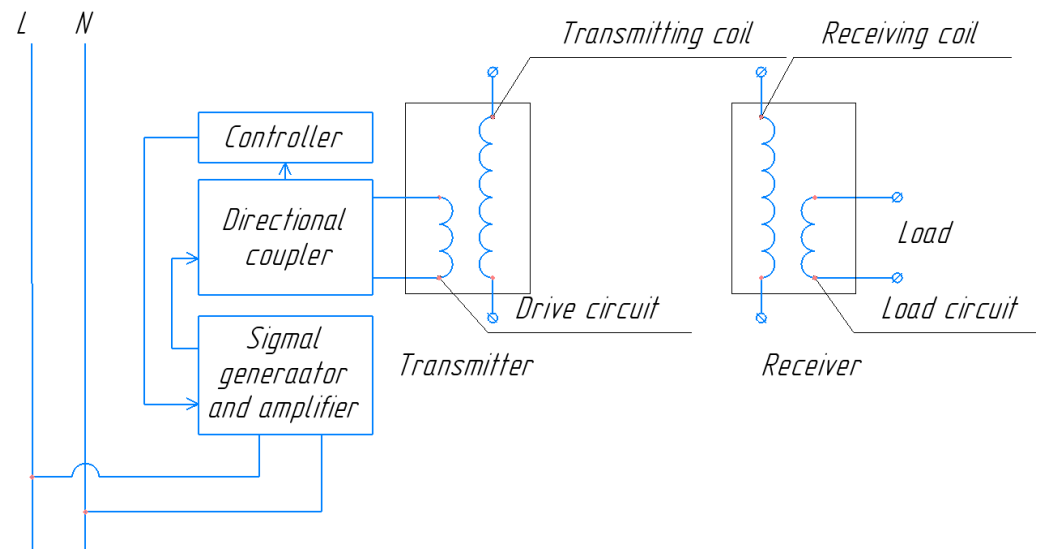 L
N
Transmitting coil
Receiving coil
Controller
Directional
coupler
Load
Drive circuit
Load circuit
Sigmal
generaator
and amplifier
Transmitter
Receiver